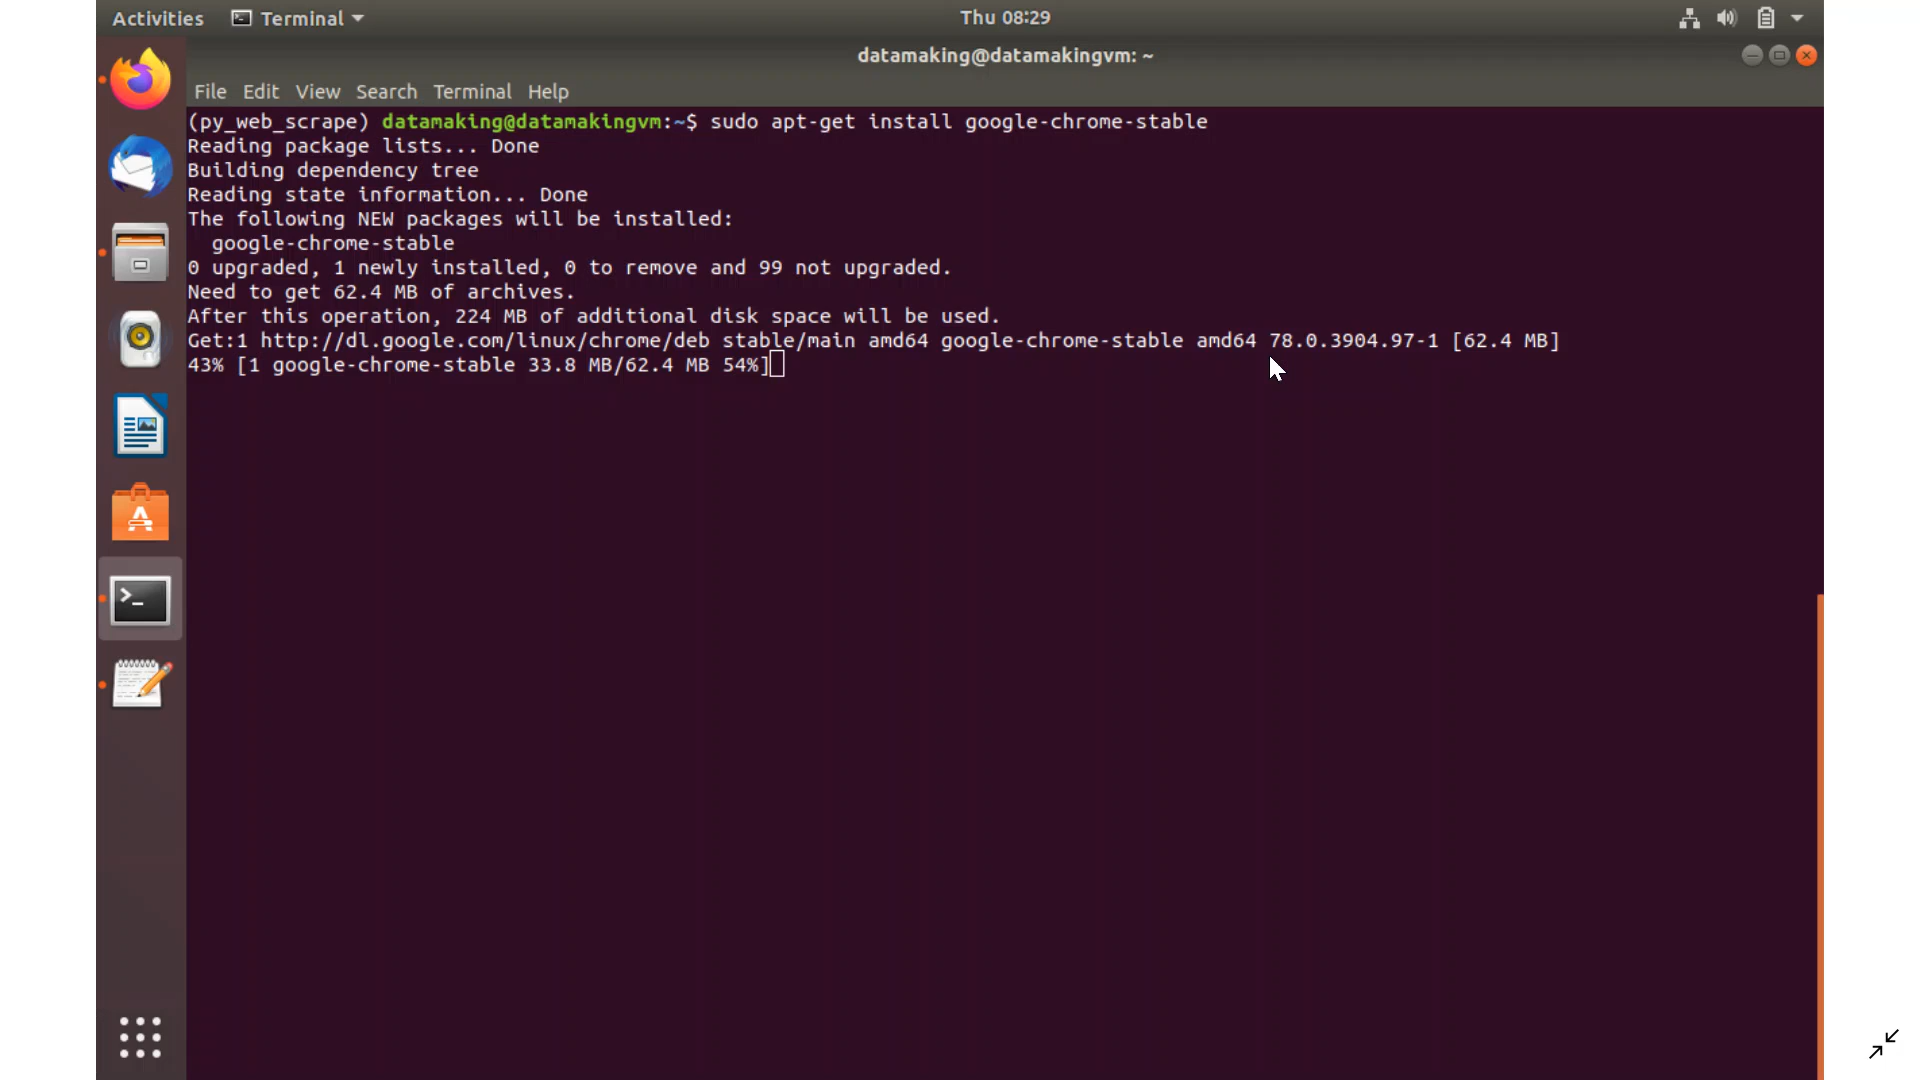 Activities Terminal Thu 08:29
datamaking@datamakingvm: ~
File Edit View Search Terminal Help
(py_web_scrape) datamaking@datamakingvm:~$ sudo apt-get install google-chrome-stable
Reading package lists... Done
Building dependency tree
Reading state information... Done
The following NEW packages will be installed:
  google-chrome-stable
0 upgraded, 1 newly installed, 0 to remove and 99 not upgraded.
Need to get 62.4 MB of archives.
After this operation, 224 MB of additional disk space will be used.
Get:1 http://dl.google.com/linux/chrome/deb stable/main amd64 google-chrome-stable amd64 78.0.3904.97-1 [62.4 MB]
43% [1 google-chrome-stable 33.8 MB/62.4 MB 54%]